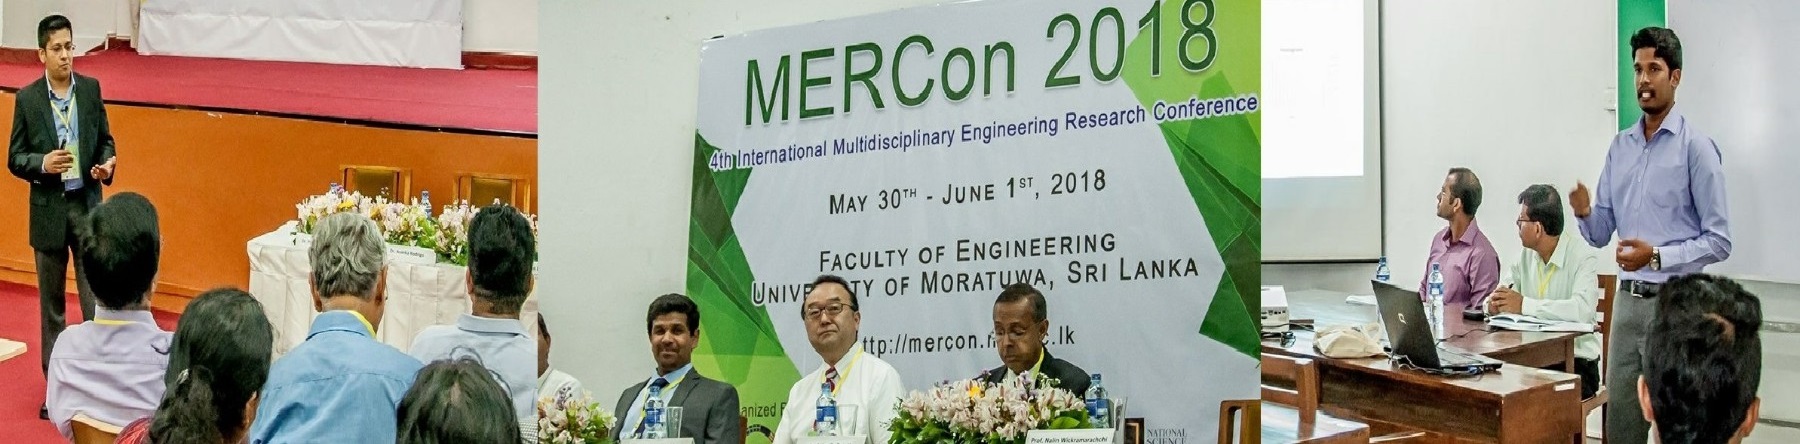 MERCon 2018
4th International Multidisciplinary Engineering Research Conference
MAY 30TH - JUNE 1ST, 2018
FACULTY OF ENGINEERING
UNIVERSITY OF MORATUWA, SRI LANKA
Prof. Nalin Wickramarachchi
NATIONAL